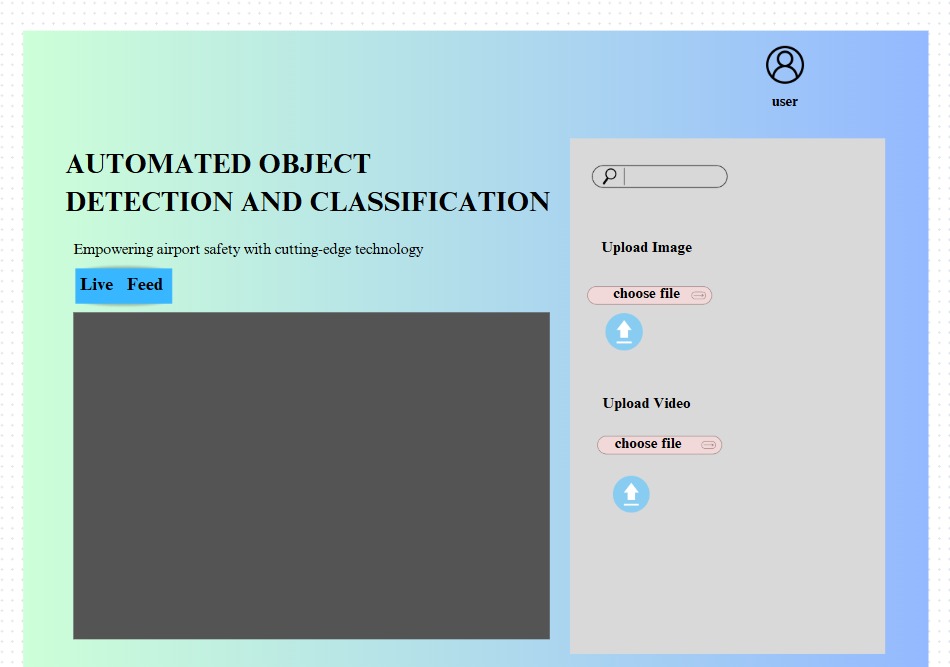 user
AUTOMATED OBJECT
DETECTION AND CLASSIFICATION
Empowering airport safety with cutting-edge technology
Live Feed
Upload Image
choose file
Upload Video
choose file